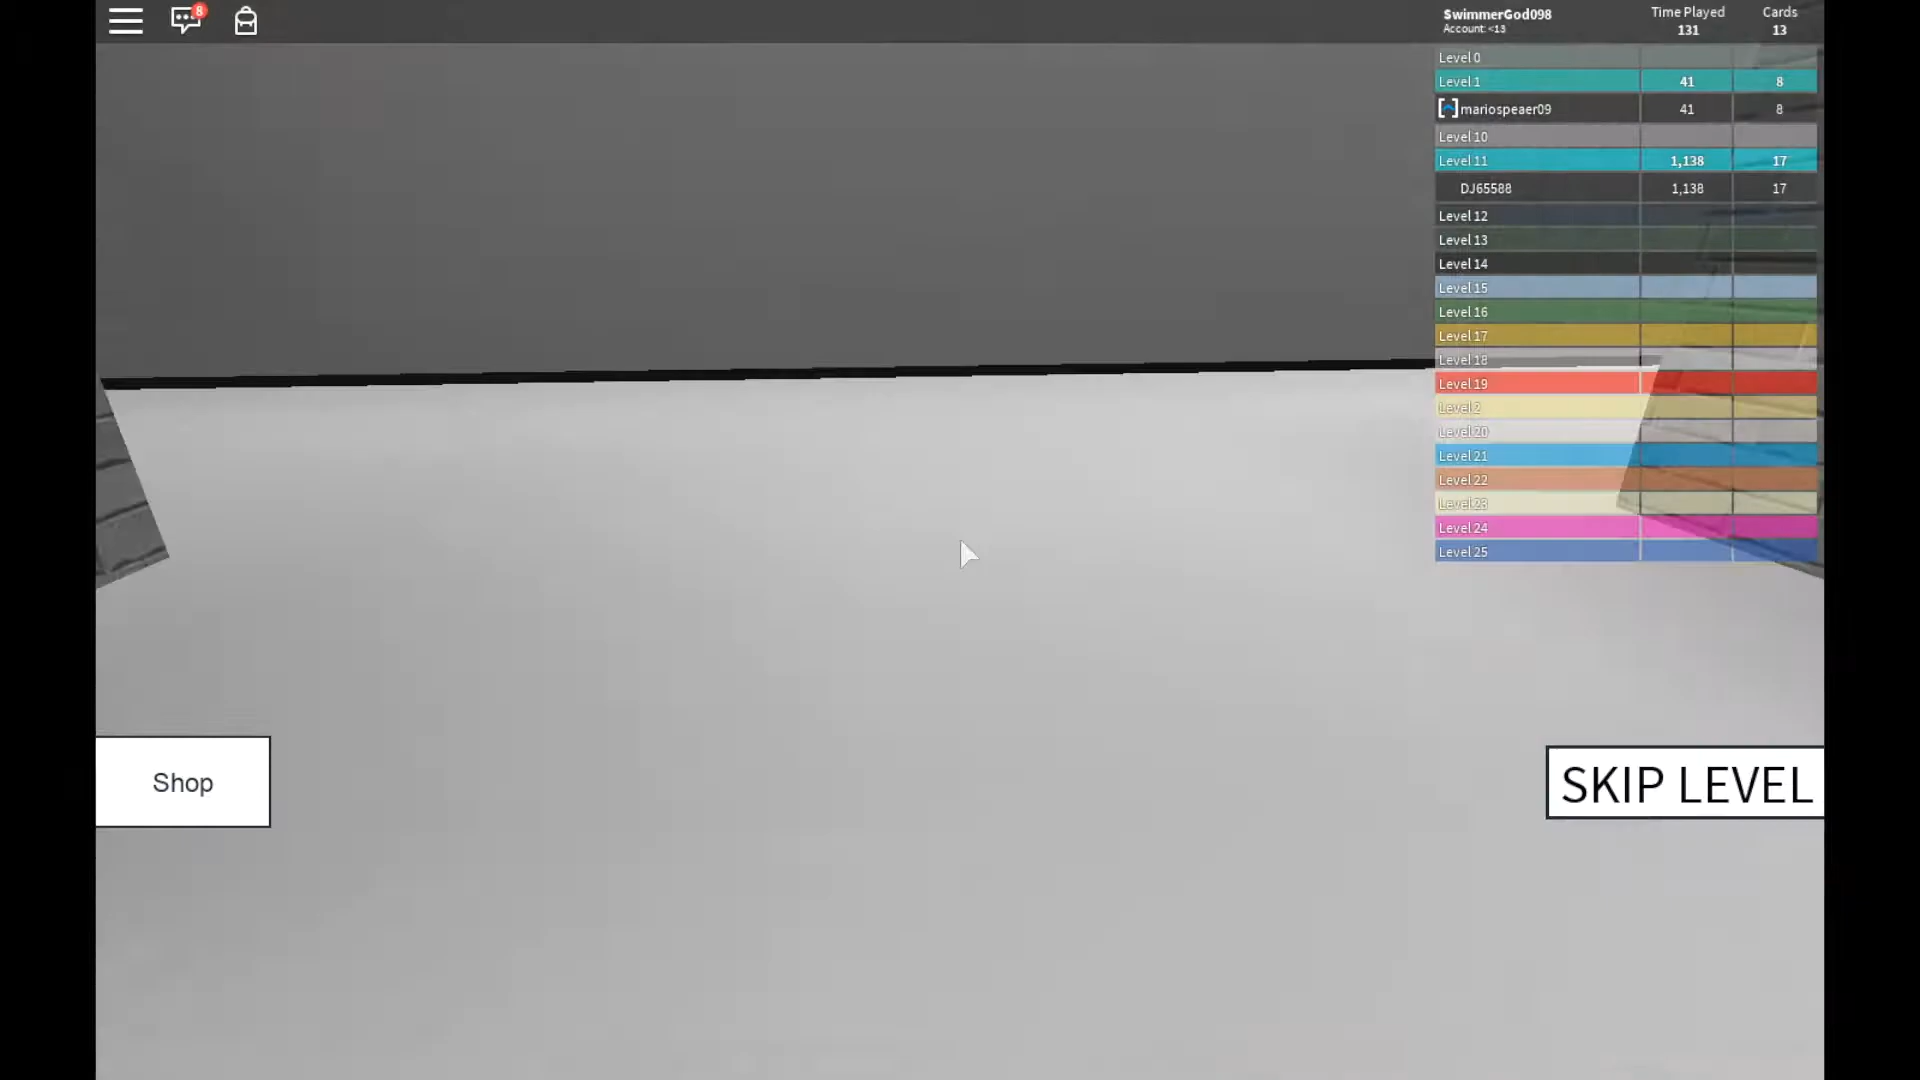 8
SwimmerGod098 Time Played Cards
Account: <13 131 13
Level 0
Level 1 41 8
mariospeaer09 41 8
Level 10
Level 11 1,138 17
DJ65588 1,138 17
Level 12
Level 13
Level 14
Level 15
Level 16
Level 17
Level 18
Level 19
Level 2
Level 20
Level 21
Level 22
Level 23
Level 24
Level 25
Shop
SKIP LEVEL